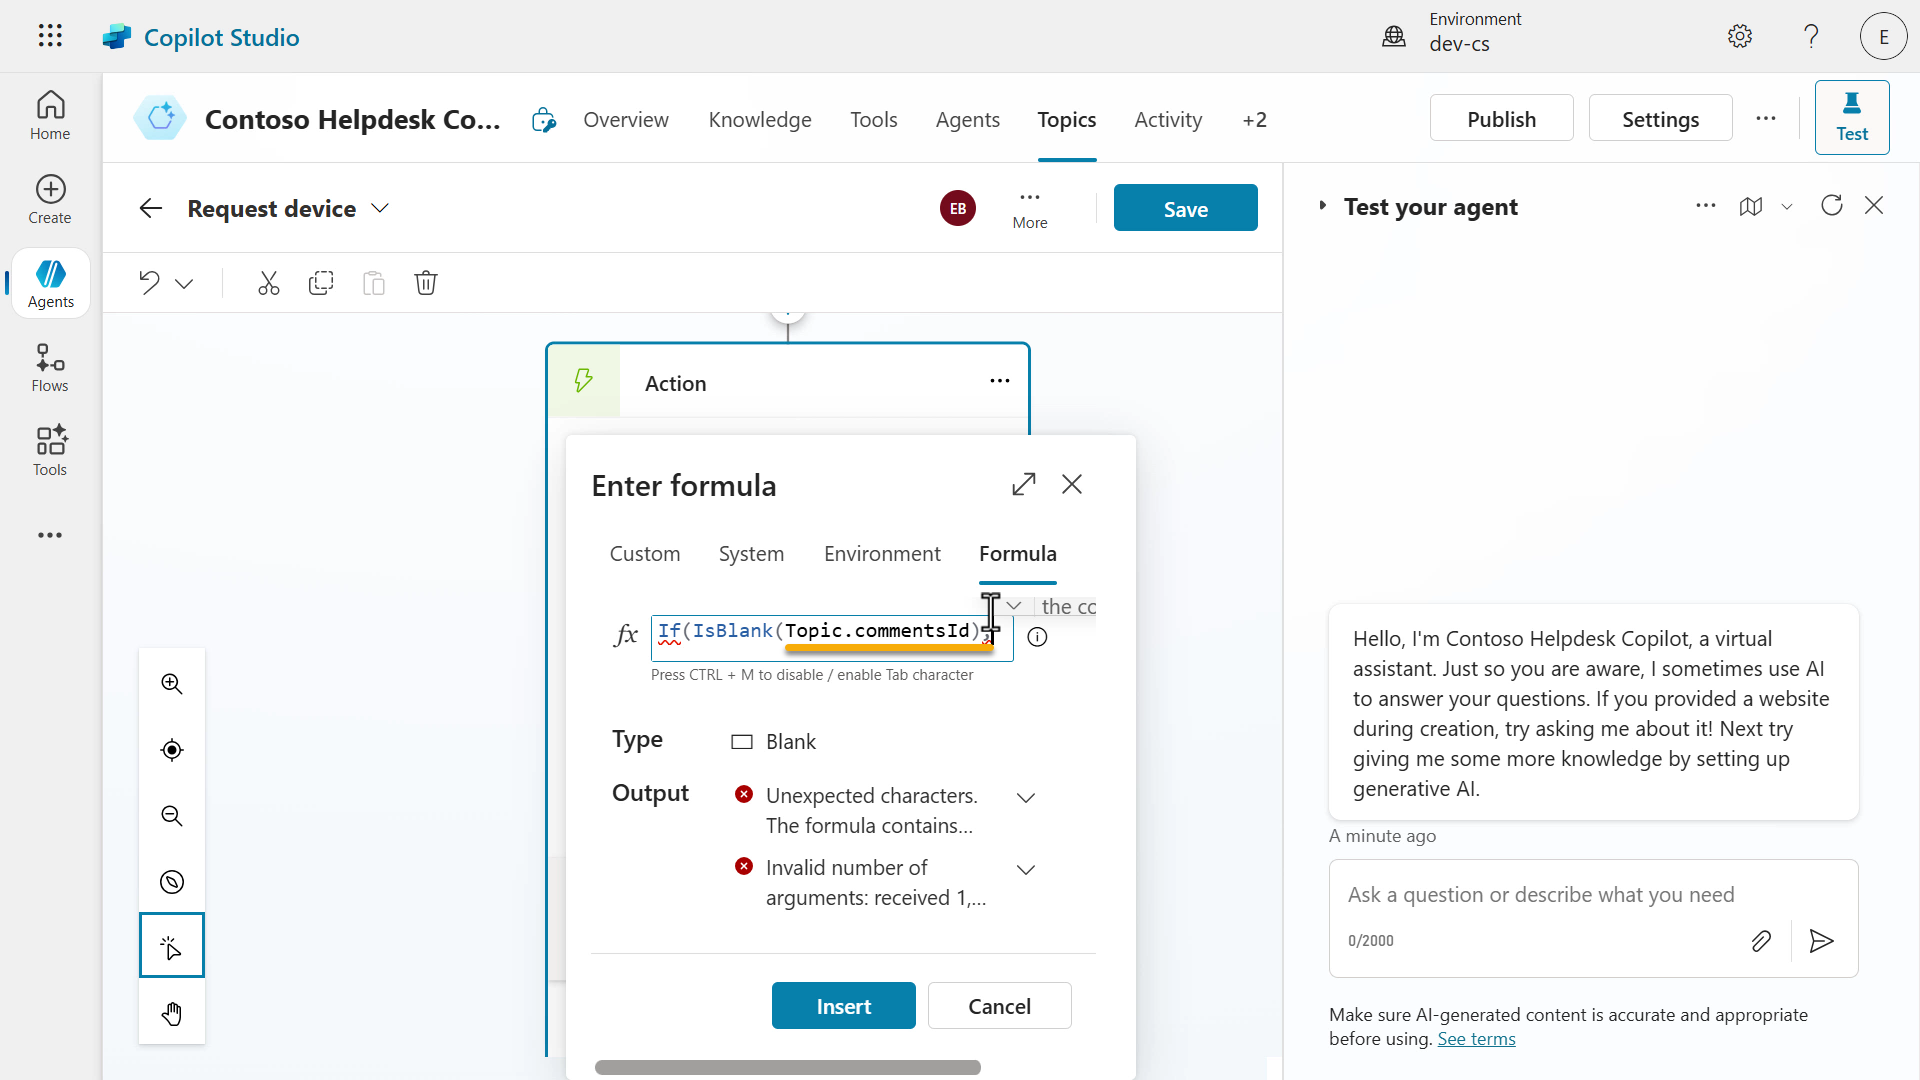 Copilot Studio
Environment
dev-cs
E
Contoso Helpdesk Co...
Overview
Knowledge
Tools
Agents
Topics
Activity
+2
Publish
Settings
Test
Home
Create
Agents
Flows
Tools
Request device
EB
More
Save
Action
Enter formula
Custom
System
Environment
Formula
the co
fx
If(IsBlank(Topic.commentsId),
Press CTRL + M to disable / enable Tab character
Type
Blank
Output
Unexpected characters.
The formula contains...
Invalid number of
arguments: received 1,...
Insert
Cancel
Test your agent
Hello, I'm Contoso Helpdesk Copilot, a virtual
assistant. Just so you are aware, I sometimes use AI
to answer your questions. If you provided a website
during creation, try asking me about it! Next try
giving me some more knowledge by setting up
generative AI.
A minute ago
Ask a question or describe what you need
0/2000
Make sure AI-generated content is accurate and appropriate
before using. See terms